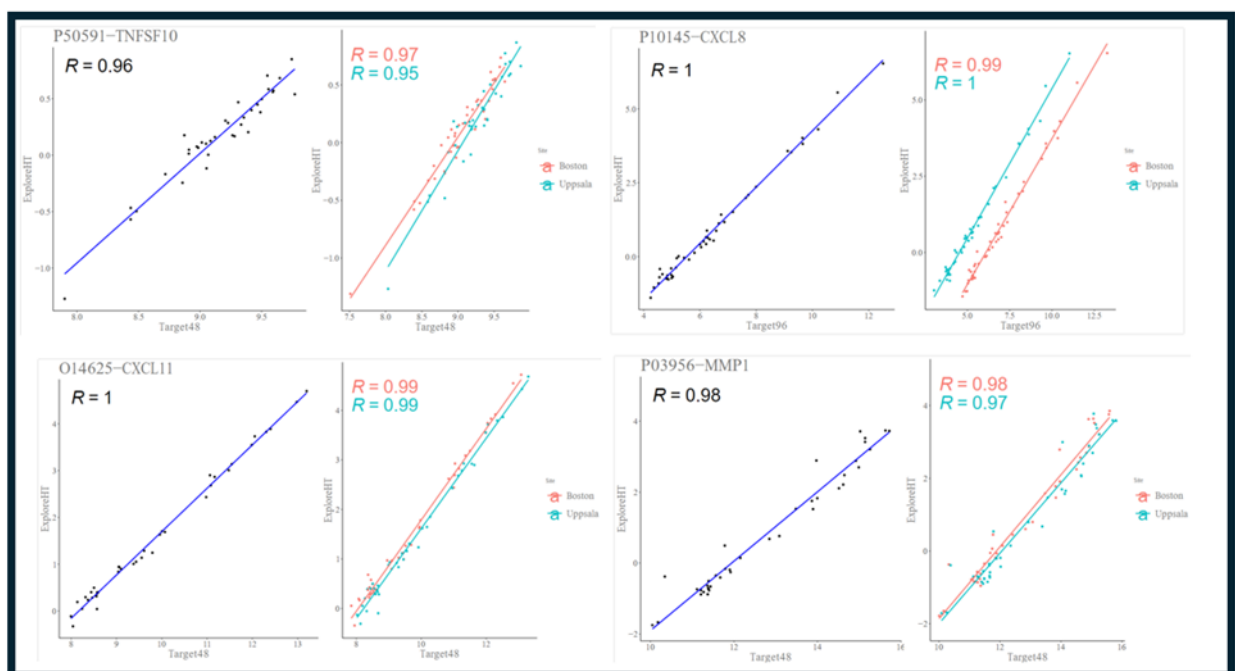 P50591−TNFSF10
R = 0.96
ExploreHT
0.5
0.0
−0.5
−1.0
8.0 8.5 9.0 9.5
Target48
R = 0.97
R = 0.95
ExploreHT
0.5
0.0
−0.5
−1.0
7.5 8.0 8.5 9.0 9.5
Target48
Site
a Boston
a Uppsala
P10145−CXCL8
R = 1
ExploreHT
5.0
2.5
0.0
4 6 8 10 12
Target96
R = 0.99
R = 1
ExploreHT
5.0
2.5
0.0
5.0 7.5 10.0 12.5
Target96
Site
a Boston
a Uppsala
O14625−CXCL11
R = 1
ExploreHT
4
3
2
1
0
8 9 10 11 12 13
Target48
R = 0.99
R = 0.99
ExploreHT
4
3
2
1
0
8 10 12
Target48
Site
a Boston
a Uppsala
P03956−MMP1
R = 0.98
ExploreHT
4
2
0
−2
10 12 14 16
Target48
R = 0.98
R = 0.97
ExploreHT
4
2
0
−2
10 12 14 16
Target48
Site
a Boston
a Uppsala